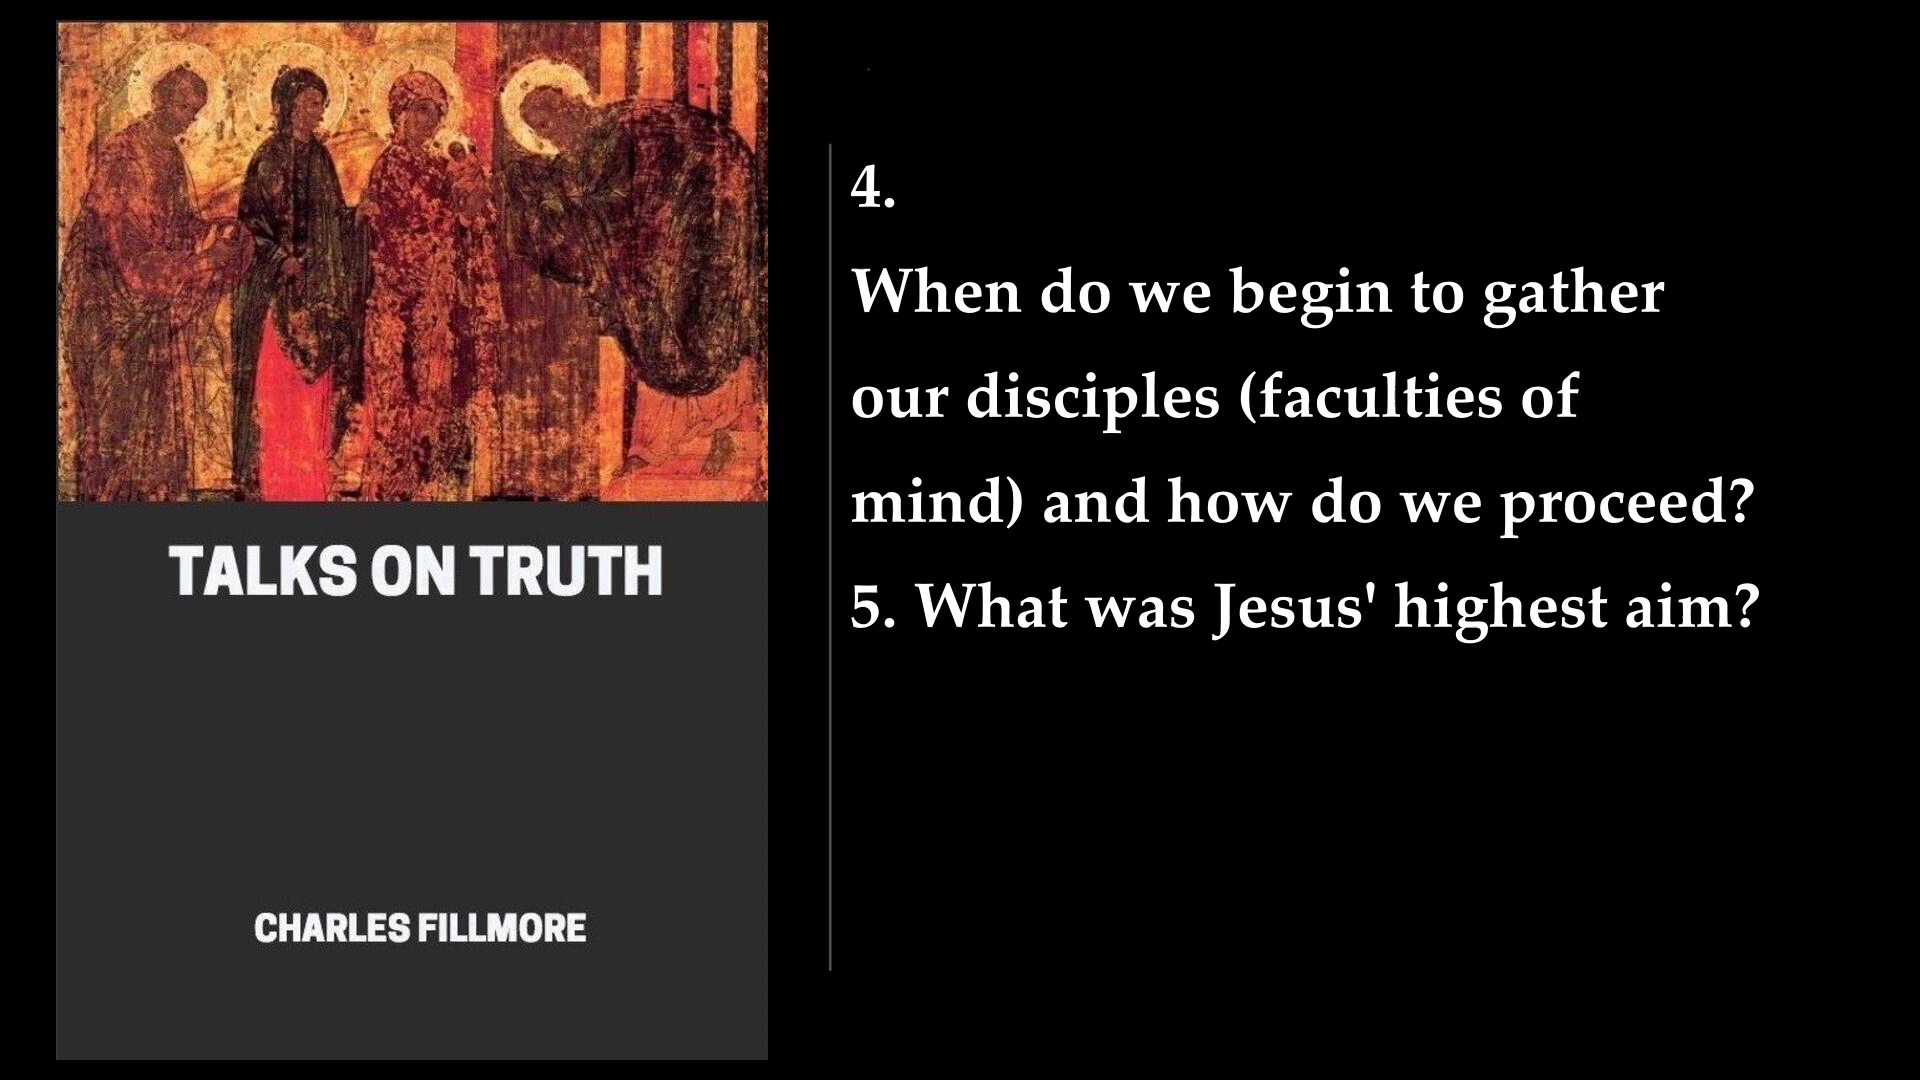 TALKS ON TRUTH
CHARLES FILLMORE
4.
When do we begin to gather
our disciples (faculties of
mind) and how do we proceed?
5. What was Jesus' highest aim?